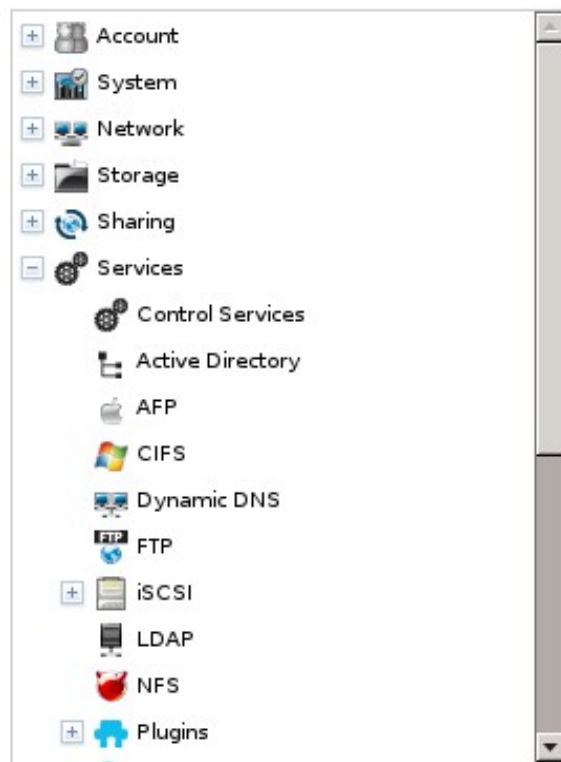 Account
System
Network
Storage
Sharing
Services
Control Services
Active Directory
AFP
CIFS
Dynamic DNS
FTP
FTP
iSCSI
LDAP
NFS
Plugins